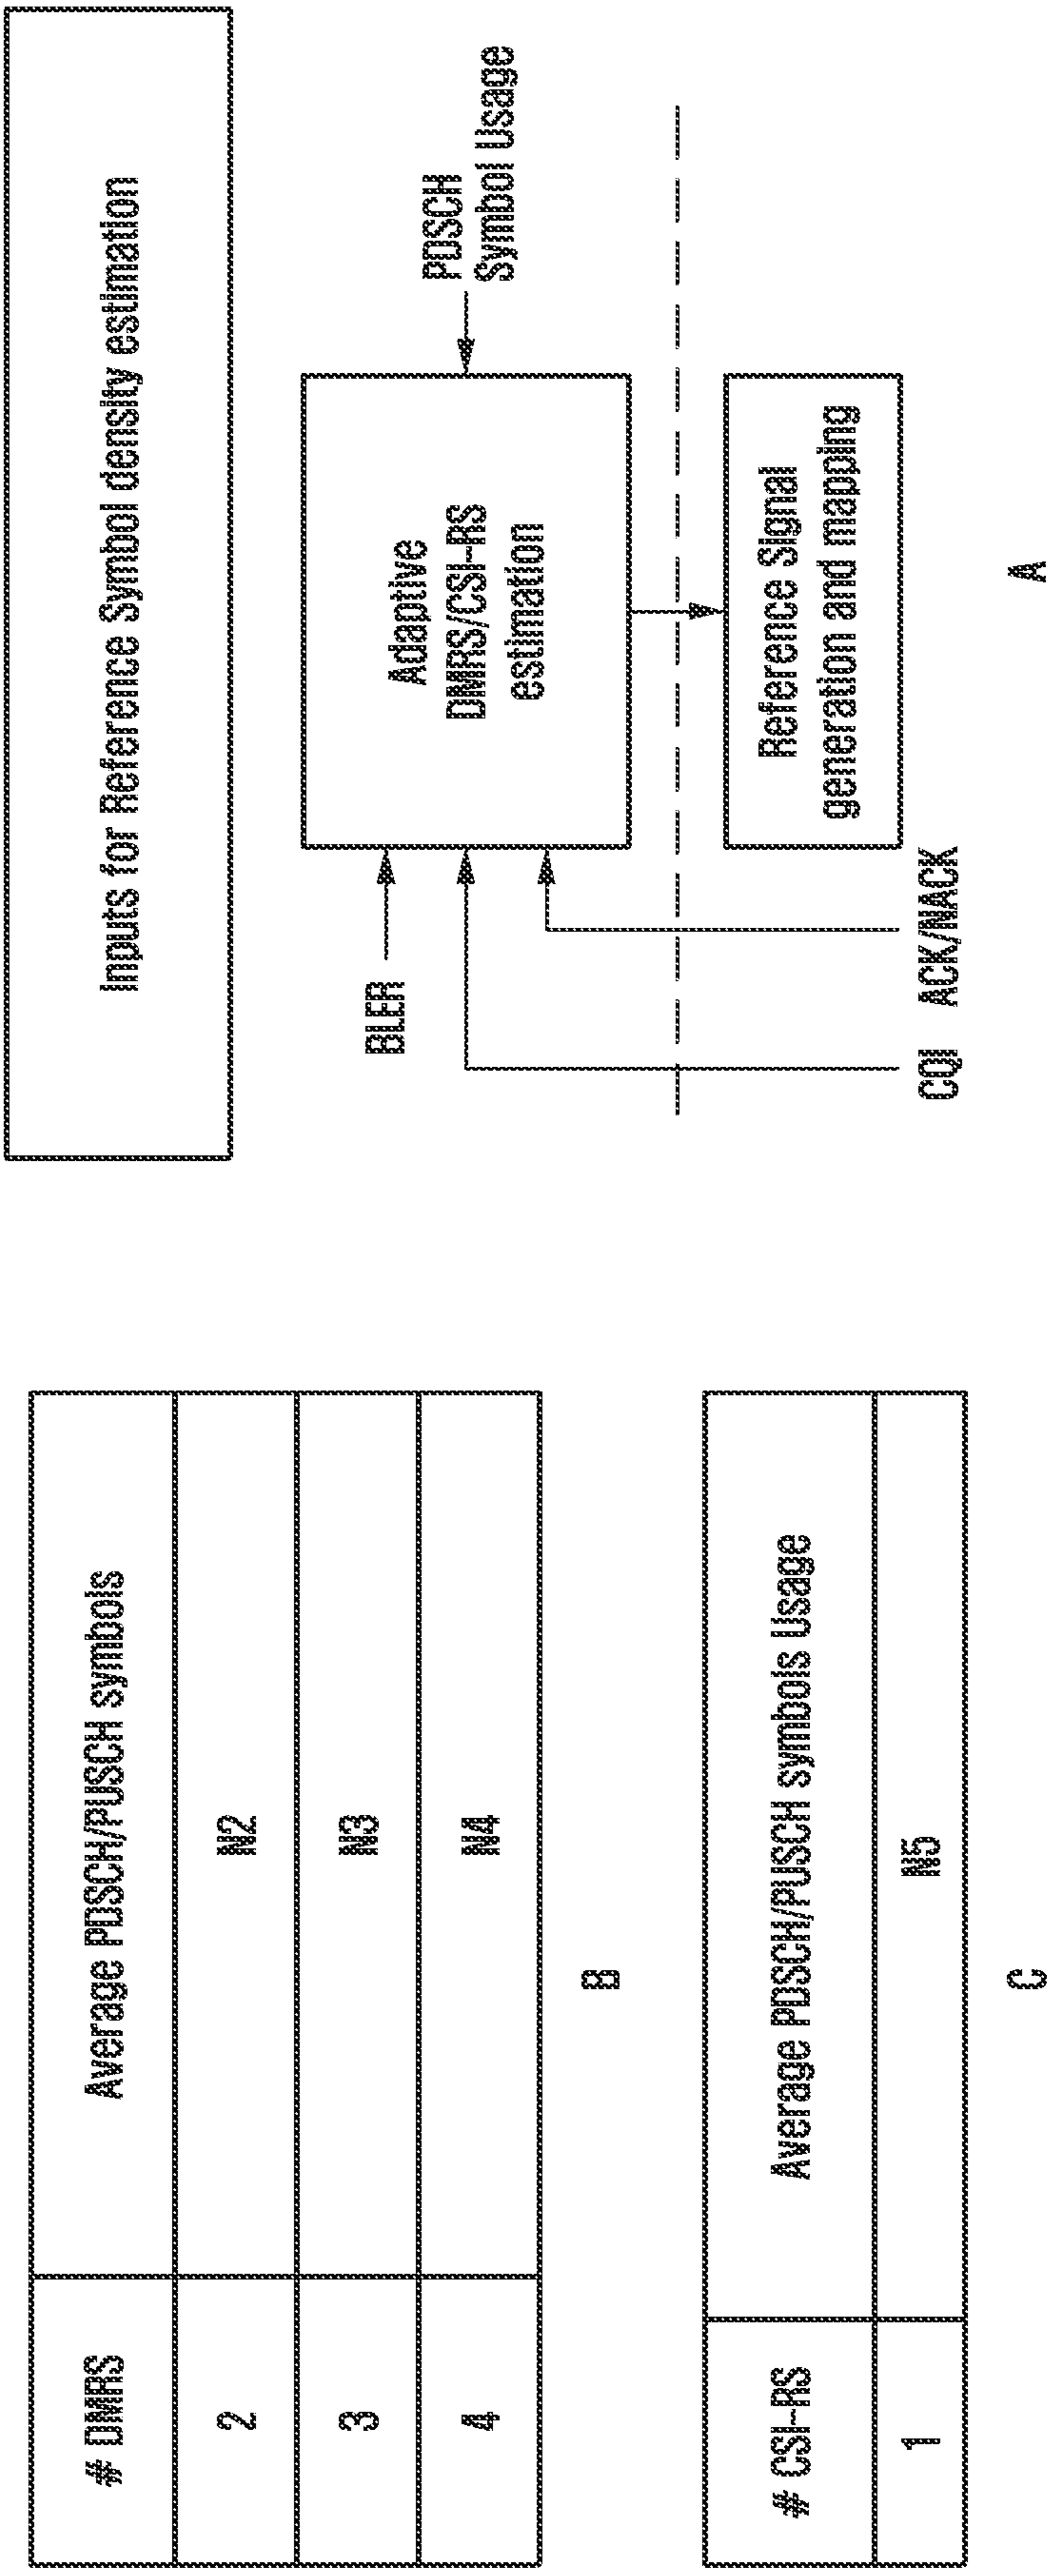 # DMRS
Average PDSCH/PUSCH symbols
2
N2
3
N3
4
N4
B
# CSI-RS
Average PDSCH/PUSCH symbols Usage
1
N5
C
Inputs for Reference Symbol density estimation
BLER
Adaptive
DMRS/CSI-RS
estimation
PDSCH
Symbol Usage
Reference Signal
generation and mapping
CQI
ACK/NACK
A